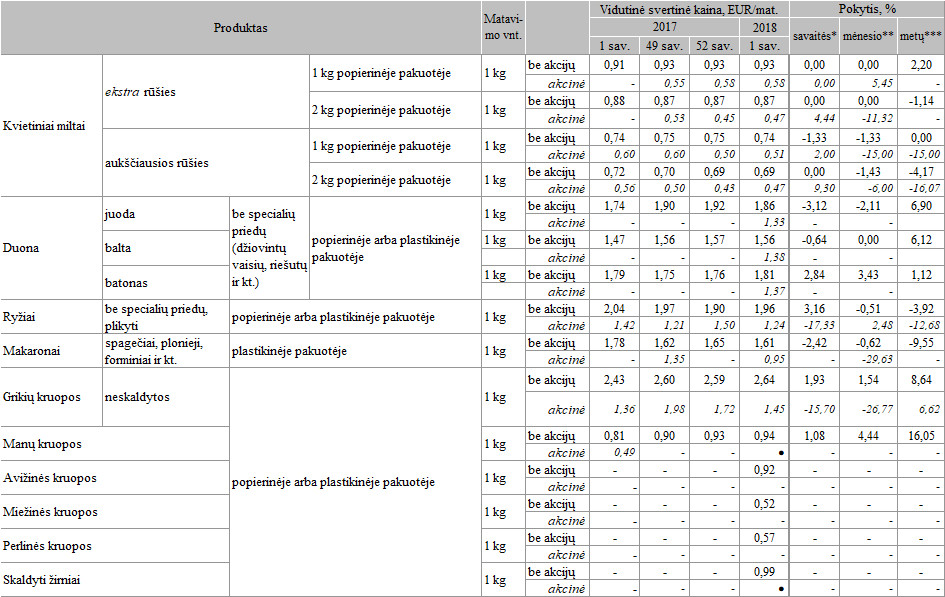 Produktas Matavi- Vidutinė svertinė kaina, EUR/mat. Pokytis, %
mo vnt. 2017 2018 savaitės* mėnesio** metų***
1 sav. 49 sav. 52 sav. 1 sav.
Kvietiniai miltai ekstra rūšies 1 kg popierinėje pakuotėje 1 kg be akcijų 0,91 0,93 0,93 0,93 0,00 0,00 2,20
akcinė - 0,55 0,58 0,58 0,00 5,45 -
2 kg popierinėje pakuotėje 1 kg be akcijų 0,88 0,87 0,87 0,87 0,00 0,00 -1,14
akcinė - 0,53 0,45 0,47 4,44 -11,32 -
aukščiausios rūšies 1 kg popierinėje pakuotėje 1 kg be akcijų 0,74 0,75 0,75 0,74 -1,33 -1,33 0,00
akcinė 0,60 0,60 0,50 0,51 2,00 -15,00 -15,00
2 kg popierinėje pakuotėje 1 kg be akcijų 0,72 0,70 0,69 0,69 0,00 -1,43 -4,17
akcinė 0,56 0,50 0,43 0,47 9,30 -6,00 -16,07
Duona juoda be specialių priedų (džiovintų vaisių, riešutų ir kt.) popierinėje arba plastikinėje pakuotėje 1 kg be akcijų 1,74 1,90 1,92 1,86 -3,12 -2,11 6,90
akcinė - - - 1,33 - -
balta 1 kg be akcijų 1,47 1,56 1,57 1,56 -0,64 0,00 6,12
akcinė - - - 1,38 -
batonas 1 kg be akcijų 1,79 1,75 1,76 1,81 2,84 3,43 1,12
akcinė - - - 1,37 - -
Ryžiai be specialių priedų, plikyti popierinėje arba plastikinėje pakuotėje 1 kg be akcijų 2,04 1,97 1,90 1,96 3,16 -0,51 -3,92
akcinė 1,42 1,21 1,50 1,24 -17,33 2,48 -12,68
Makaronai spagečiai, plonieji, forminiai ir kt. plastikinėje pakuotėje 1 kg be akcijų 1,78 1,62 1,65 1,61 -2,42 -0,62 -9,55
akcinė - 1,35 - 0,95 - -29,63 -
Grikių kruopos neskaldytos popierinėje arba plastikinėje pakuotėje 1 kg be akcijų 2,43 2,60 2,59 2,64 1,93 1,54 8,64
akcinė 1,36 1,98 1,72 1,45 -15,70 -26,77 6,62
Manų kruopos 1 kg be akcijų 0,81 0,90 0,93 0,94 1,08 4,44 16,05
akcinė 0,49 - - ● - - -
Avižinės kruopos 1 kg be akcijų - - - 0,92 - - -
akcinė - - - - - - -
Miežinės kruopos 1 kg be akcijų - - - 0,52 - - -
akcinė - - - - - - -
Perlinės kruopos 1 kg be akcijų - - - 0,57 - - -
akcinė - - - - - - -
Skaldyti žirniai 1 kg be akcijų - - - 0,99 - - -
akcinė - - - ● - - -